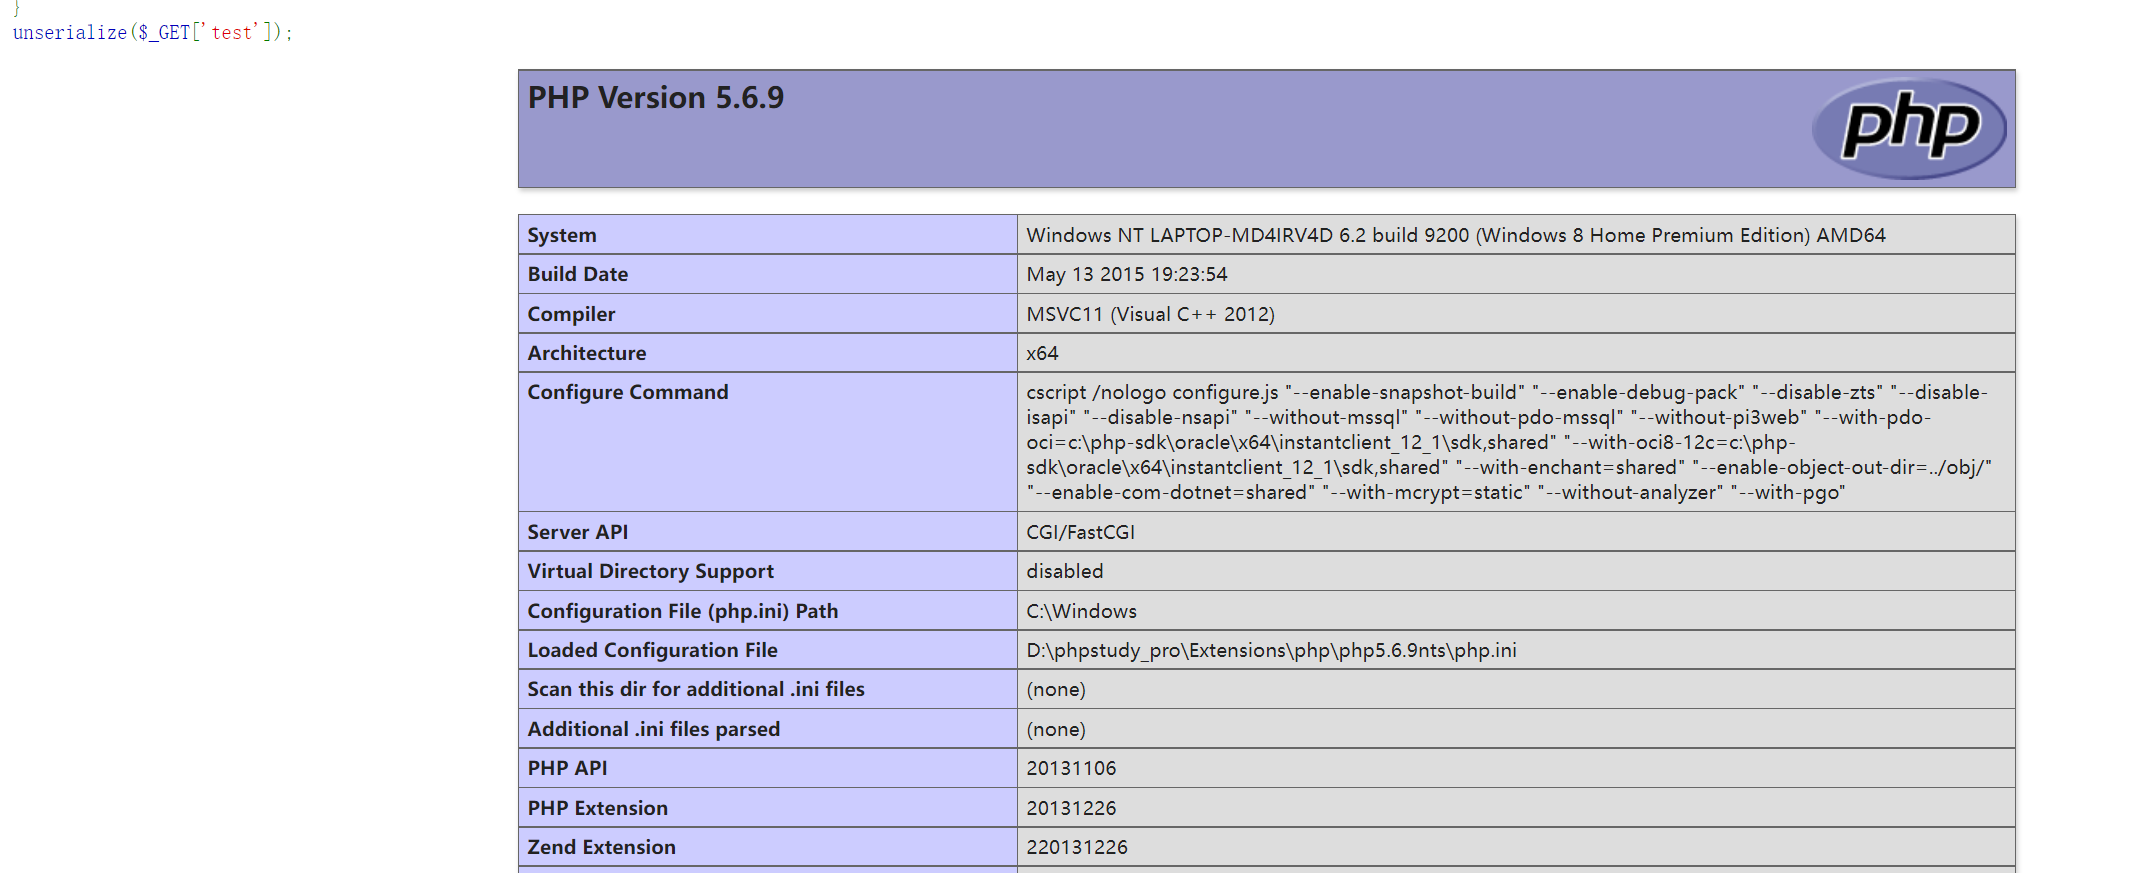 }
unserialize($_GET['test']);
PHP Version 5.6.9
php
System Windows NT LAPTOP-MD4IRV4D 6.2 build 9200 (Windows 8 Home Premium Edition) AMD64
Build Date May 13 2015 19:23:54
Compiler MSVC11 (Visual C++ 2012)
Architecture x64
Configure Command cscript /nologo configure.js "--enable-snapshot-build" "--enable-debug-pack" "--disable-zts" "--disable-
isapi" "--disable-nsapi" "--without-mssql" "--without-pdo-mssql" "--without-pi3web" "--with-pdo-
oci=c:\php-sdk\oracle\x64\instantclient_12_1\sdk,shared" "--with-oci8-12c=c:\php-
sdk\oracle\x64\instantclient_12_1\sdk,shared" "--with-enchant=shared" "--enable-object-out-dir=../obj/"
"--enable-com-dotnet=shared" "--with-mcrypt=static" "--without-analyzer" "--with-pgo"
Server API CGI/FastCGI
Virtual Directory Support disabled
Configuration File (php.ini) Path C:\Windows
Loaded Configuration File D:\phpstudy_pro\Extensions\php\php5.6.9nts\php.ini
Scan this dir for additional .ini files (none)
Additional .ini files parsed (none)
PHP API 20131106
PHP Extension 20131226
Zend Extension 220131226